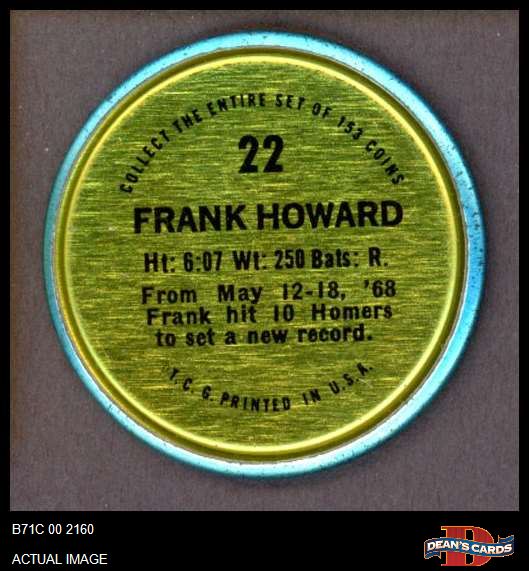 COLLECT THE ENTIRE SET OF 153 COINS
22
FRANK HOWARD
Ht: 6:07 Wt: 250 Bats: R.
From May 12-18, '68
Frank hit 10 Homers
to set a new record.
T. C. G. PRINTED IN U.S.A.
B71C 00 2160
ACTUAL IMAGE
D
DEAN'S CARDS